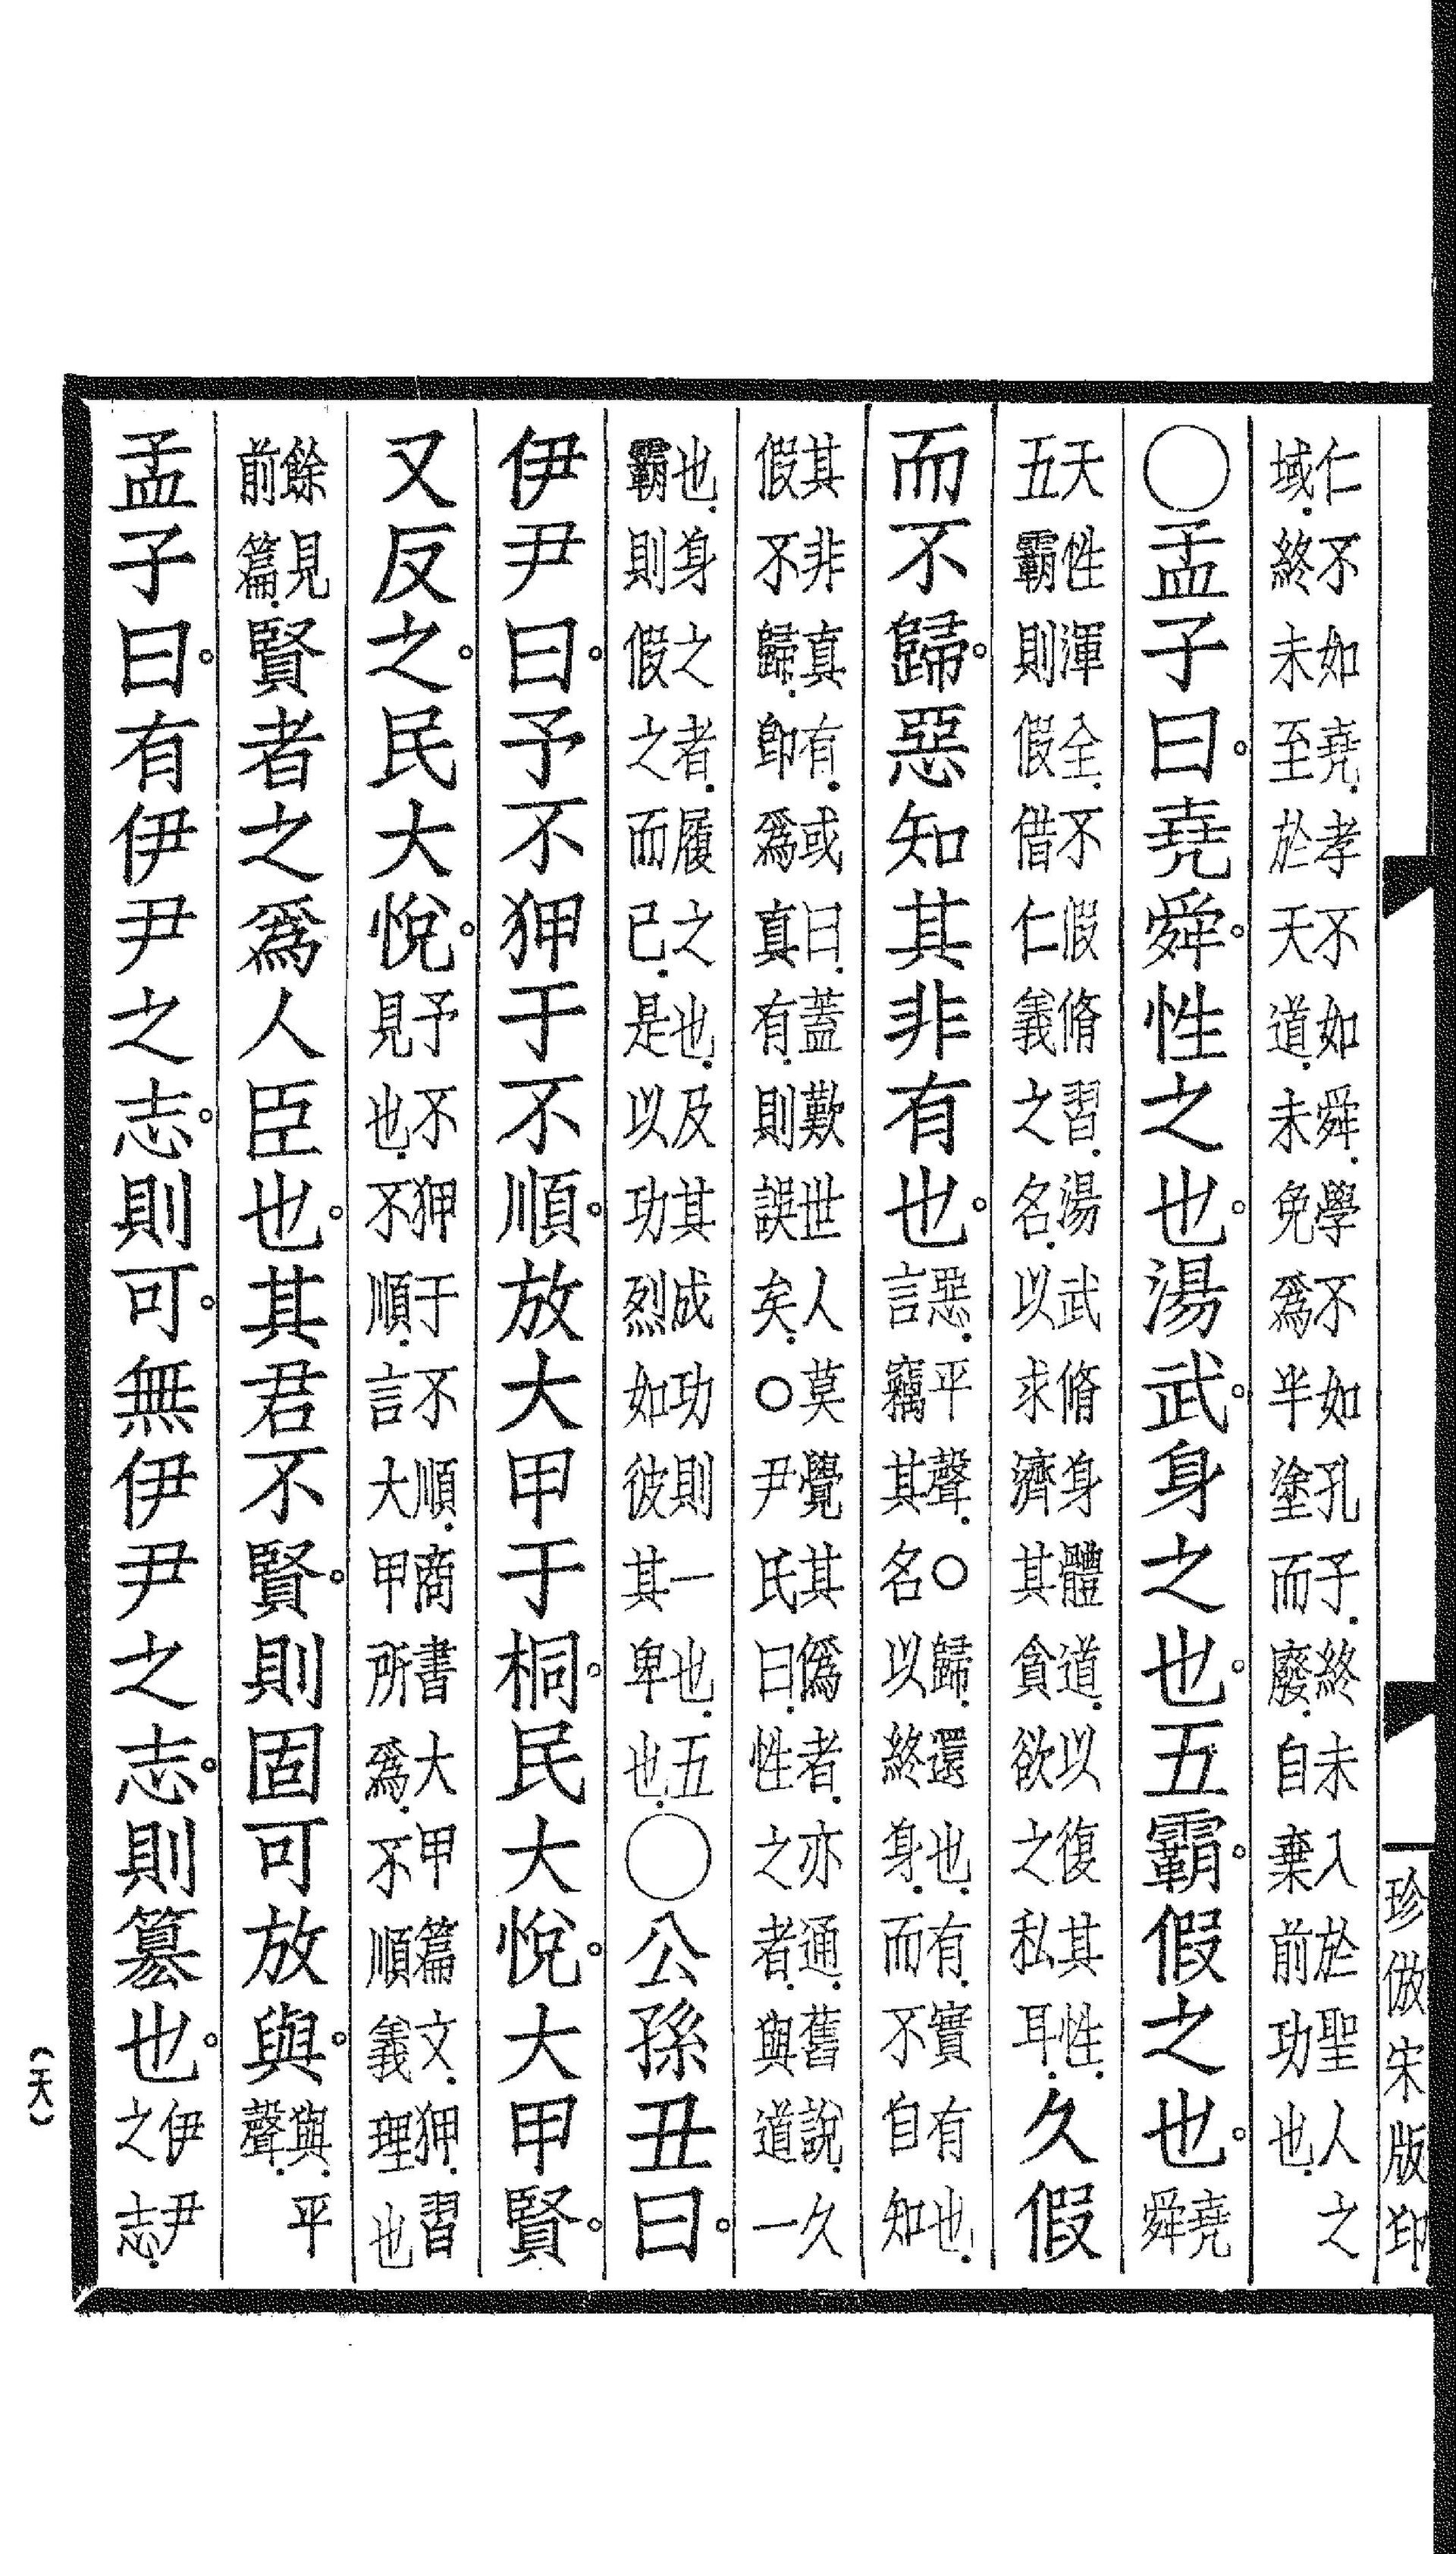 珍倣宋版印
仁不如堯.孝不如舜.學不如孔子.終未入於聖人之
域.終未至於天道.未免爲半塗而廢.自棄前功也.
○孟子曰。堯舜。性之也。湯武。身之也。五霸。假之也。堯舜
天性渾全.不假脩習.湯武脩身體道.以復其性.
五霸則假借仁義之名.以求濟其貪欲之私耳.久假
而不歸。惡知其非有也。惡.平聲.○歸.還也.有.實有也.
言竊其名以終身.而不自知
其非真有.或曰.蓋歎世人莫覺其僞者.亦通.舊說.久
假不歸.卽爲真有.則誤矣.○尹氏曰.性之者.與道一
也.身之者.履之也.及其成功則一也.五
霸則假之而已.是以功烈如彼其卑也.○公孫丑曰。
伊尹曰。予不狎于不順。放大甲于桐。民大悅。大甲賢。
又反之。民大悅。予不狎于不順.商書大甲篇文.狎.習
見也.不順.言大甲所爲.不順義理也
餘見前篇.賢者之爲人臣也。其君不賢。則固可放與。與.平聲.
孟子曰。有伊尹之志。則可。無伊尹之志。則篡也。伊尹之志.